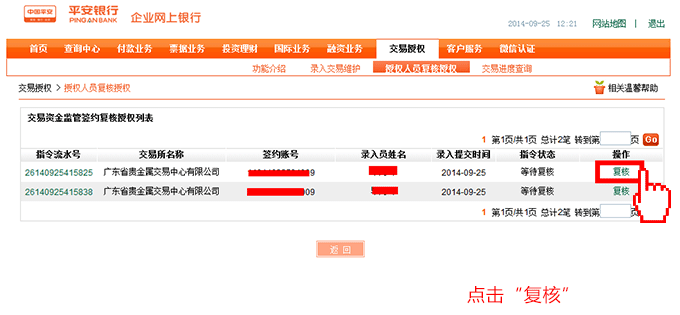 中国平安 平安银行 企业网上银行
PINGAN BANK
2014-09-25 12:21 网站地图 | 退出
首页 查询中心 付款业务 票据业务 投资理财 国际业务 融资业务 交易授权 客户服务 微信认证
功能介绍 录入交易维护 授权人员复核授权 交易进度查询
交易授权 > 授权人员复核授权 相关温馨帮助
交易资金监管签约复核授权列表
1 第1页/共1页 总计2笔 转到第 页 Go
指令流水号 交易所名称 签约账号 录入员姓名 录入提交时间 指令状态 操作
26140925415825 广东省贵金属交易中心有限公司 9 2014-09-25 等待复核 复核
26140925415838 广东省贵金属交易中心有限公司 09 2014-09-25 等待复核 复核
1 第1页/共1页 总计2笔 转到第 页
返回
点击“复核”